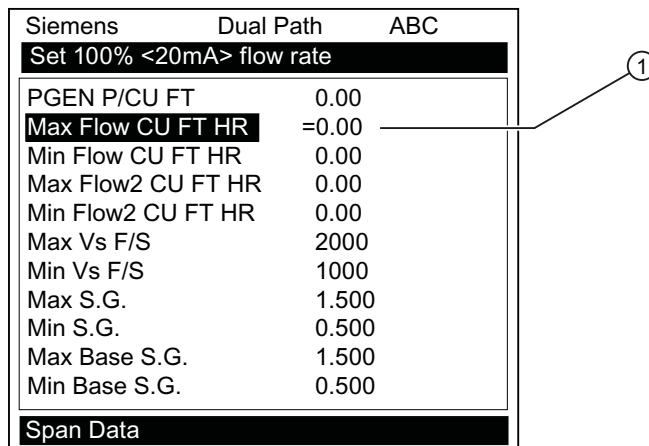 Siemens Dual Path ABC
Set 100% <20mA> flow rate
1
PGEN P/CU FT 0.00
Max Flow CU FT HR =0.00
Min Flow CU FT HR 0.00
Max Flow2 CU FT HR 0.00
Min Flow2 CU FT HR 0.00
Max Vs F/S 2000
Min Vs F/S 1000
Max S.G. 1.500
Min S.G. 0.500
Max Base S.G. 1.500
Min Base S.G. 0.500
Span Data